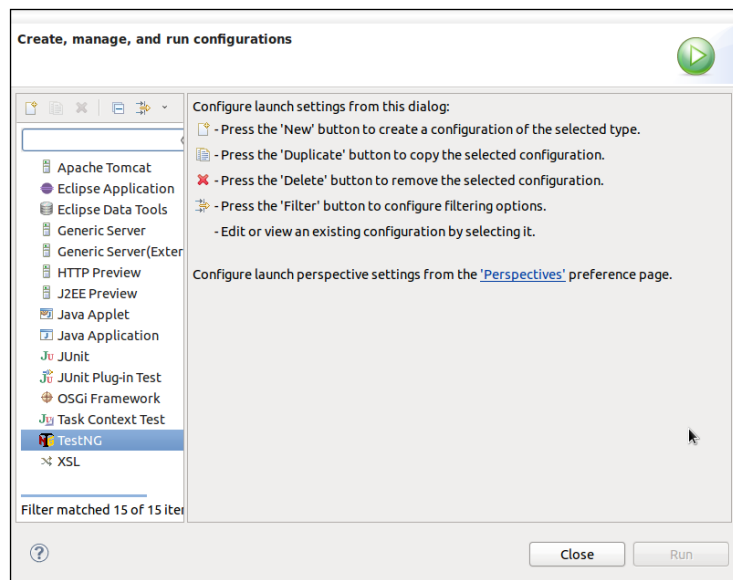 Create, manage, and run configurations
Configure launch settings from this dialog:
- Press the 'New' button to create a configuration of the selected type.
- Press the 'Duplicate' button to copy the selected configuration.
- Press the 'Delete' button to remove the selected configuration.
- Press the 'Filter' button to configure filtering options.
- Edit or view an existing configuration by selecting it.
Configure launch perspective settings from the 'Perspectives' preference page.
Apache Tomcat
Eclipse Application
Eclipse Data Tools
Generic Server
Generic Server(Exter
HTTP Preview
J2EE Preview
Java Applet
Java Application
JUnit
JUnit Plug-in Test
OSGi Framework
Task Context Test
TestNG
XSL
Filter matched 15 of 15 iter
Close
Run